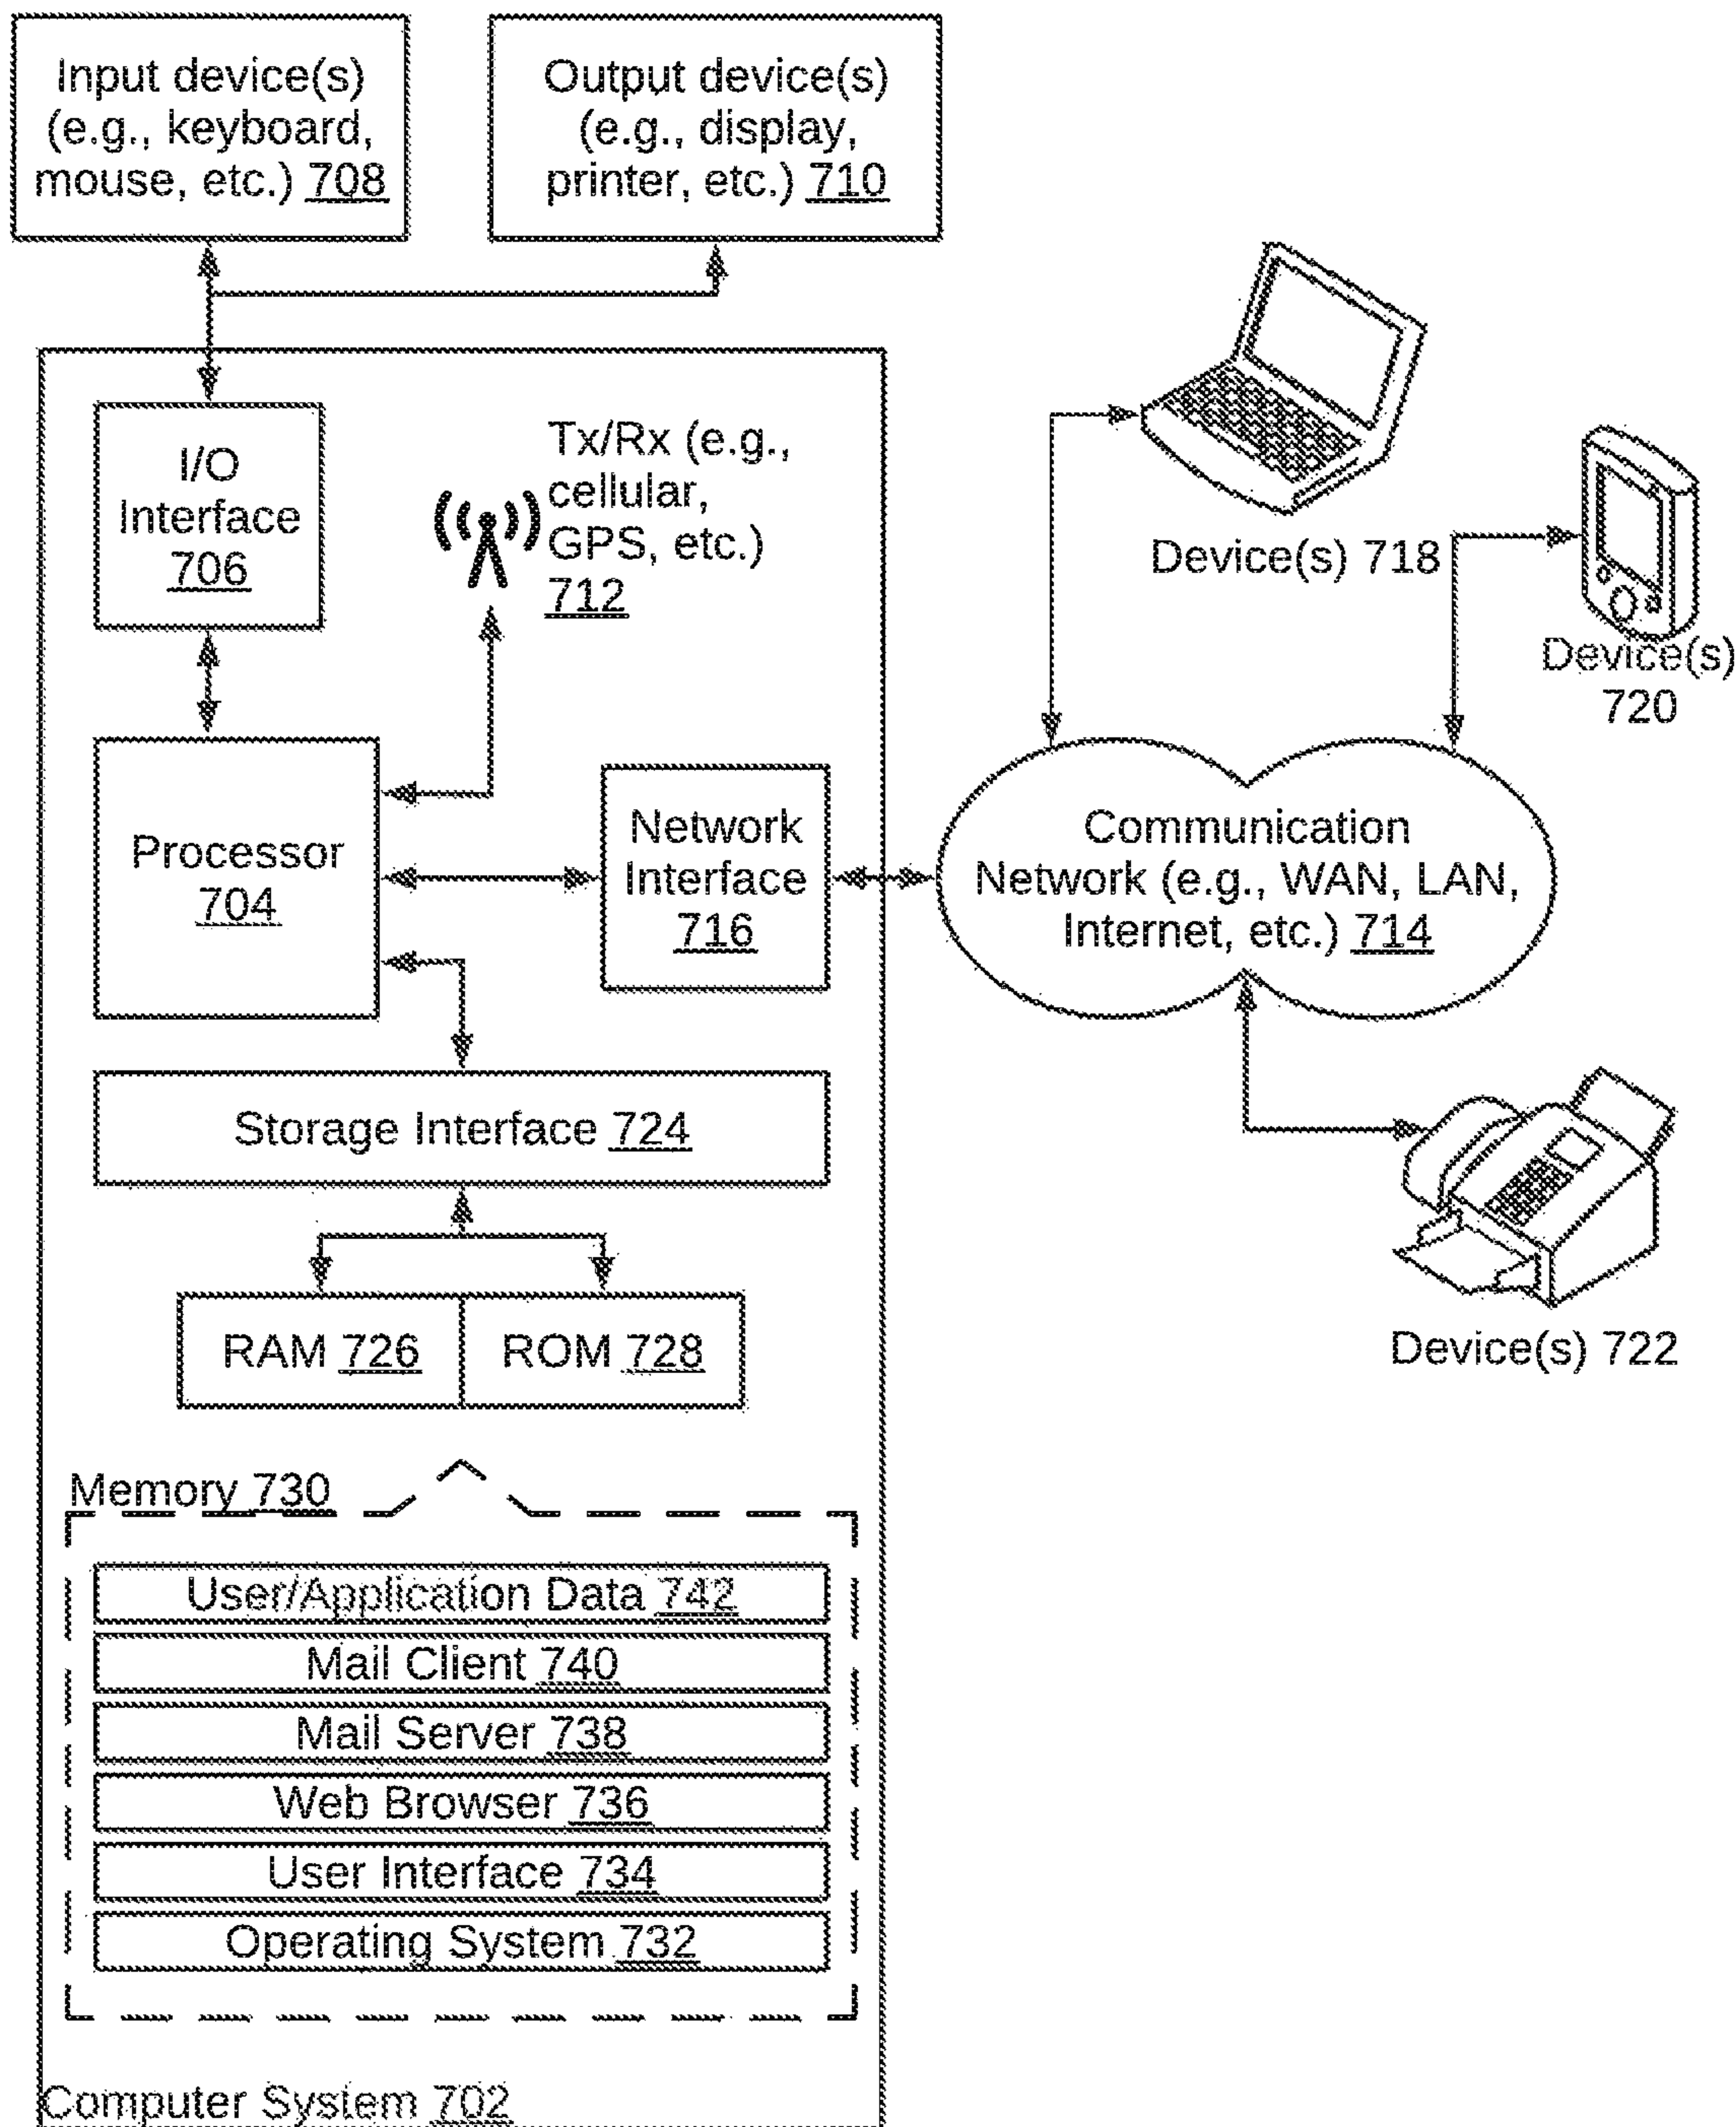 Input device(s)
(e.g., keyboard,
mouse, etc.) 708
Output device(s)
(e.g., display,
printer, etc.) 710
I/O
Interface
706
Tx/Rx (e.g.,
cellular,
GPS, etc.)
712
Device(s) 718
Device(s)
720
Processor
704
Network
Interface
716
Communication
Network (e.g., WAN, LAN,
Internet, etc.) 714
Storage Interface 724
RAM 726
ROM 728
Device(s) 722
Memory 730
User/Application Data 742
Mail Client 740
Mail Server 738
Web Browser 736
User Interface 734
Operating System 732
Computer System 702